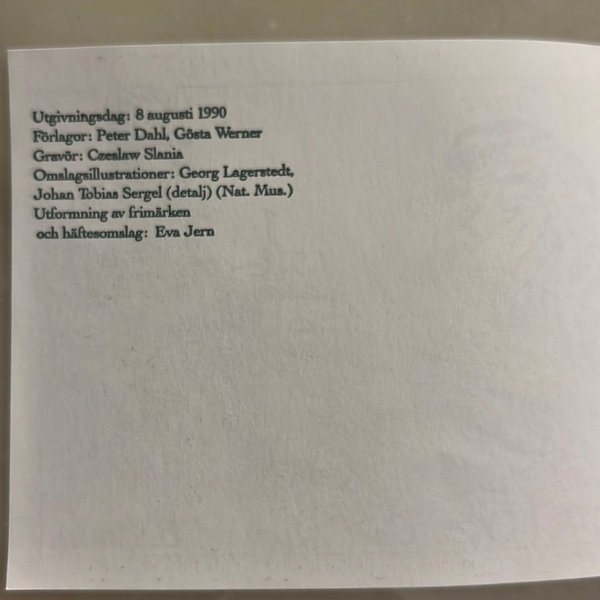 Utgivningsdag: 8 augusti 1990
Förlagor: Peter Dahl, Gösta Werner
Gravör: Czeslaw Slania
Omslagsillustrationer: Georg Lagerstedt,
Johan Tobias Sergel (detalj) (Nat. Mus.)
Utformning av frimärken
och häftesomslag: Eva Jern